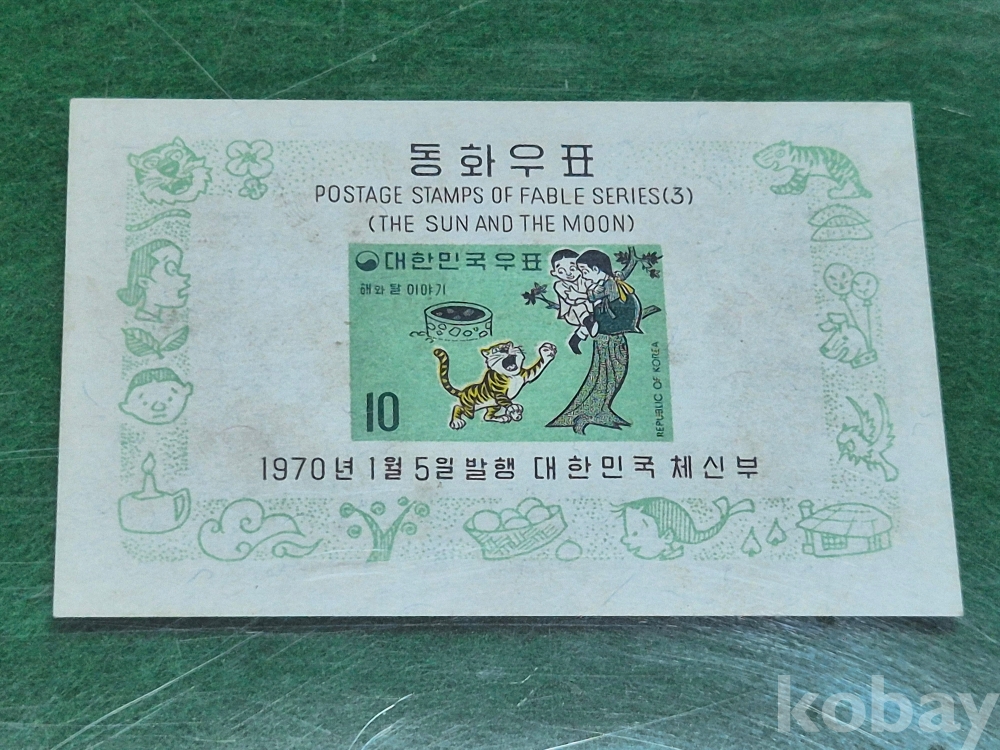 동화우표
POSTAGE STAMPS OF FABLE SERIES(3)
(THE SUN AND THE MOON)
대한민국우표
해와 달 이야기
10
REPUBLIC OF KOREA
1970년 1월 5일 발행 대한민국 체신부
kobay